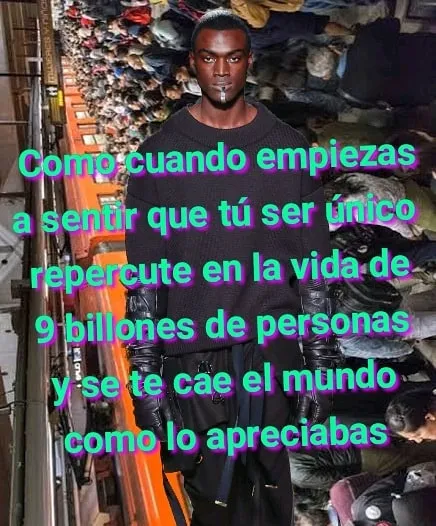 Como cuando empiezas
a sentir que tú ser único
repercute en la vida de
9 billones de personas
y se te cae el mundo
como lo apreciabas